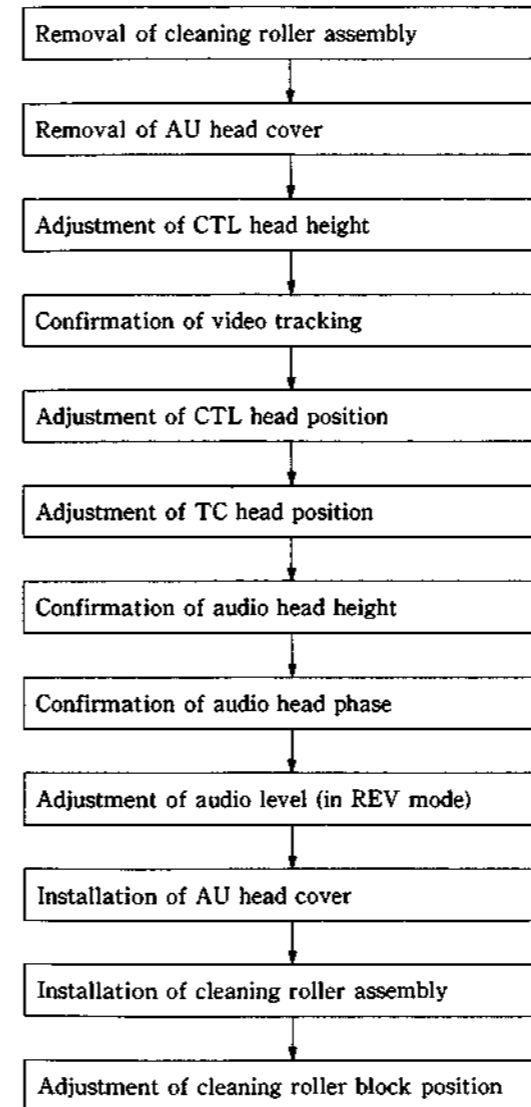 Removal of cleaning roller assembly
Removal of AU head cover
Adjustment of CTL head height
Confirmation of video tracking
Adjustment of CTL head position
Adjustment of TC head position
Confirmation of audio head height
Confirmation of audio head phase
Adjustment of audio level (in REV mode)
Installation of AU head cover
Installation of cleaning roller assembly
Adjustment of cleaning roller block position